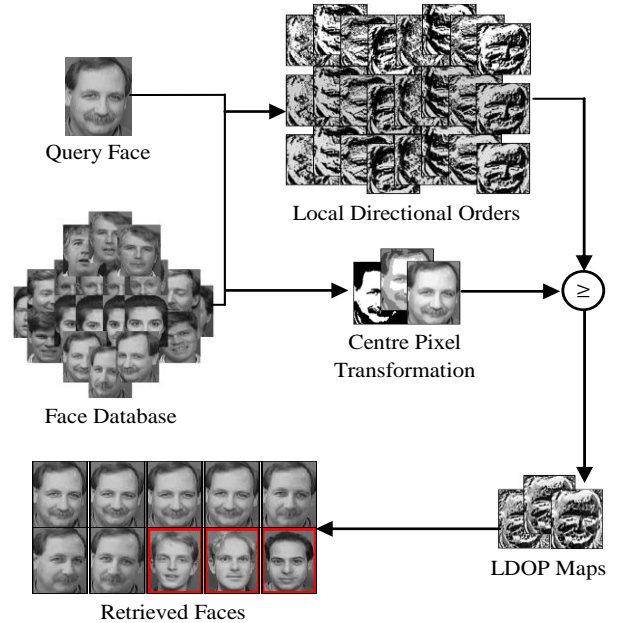 Query Face
Local Directional Orders
≥
Centre Pixel
Transformation
Face Database
LDOP Maps
Retrieved Faces